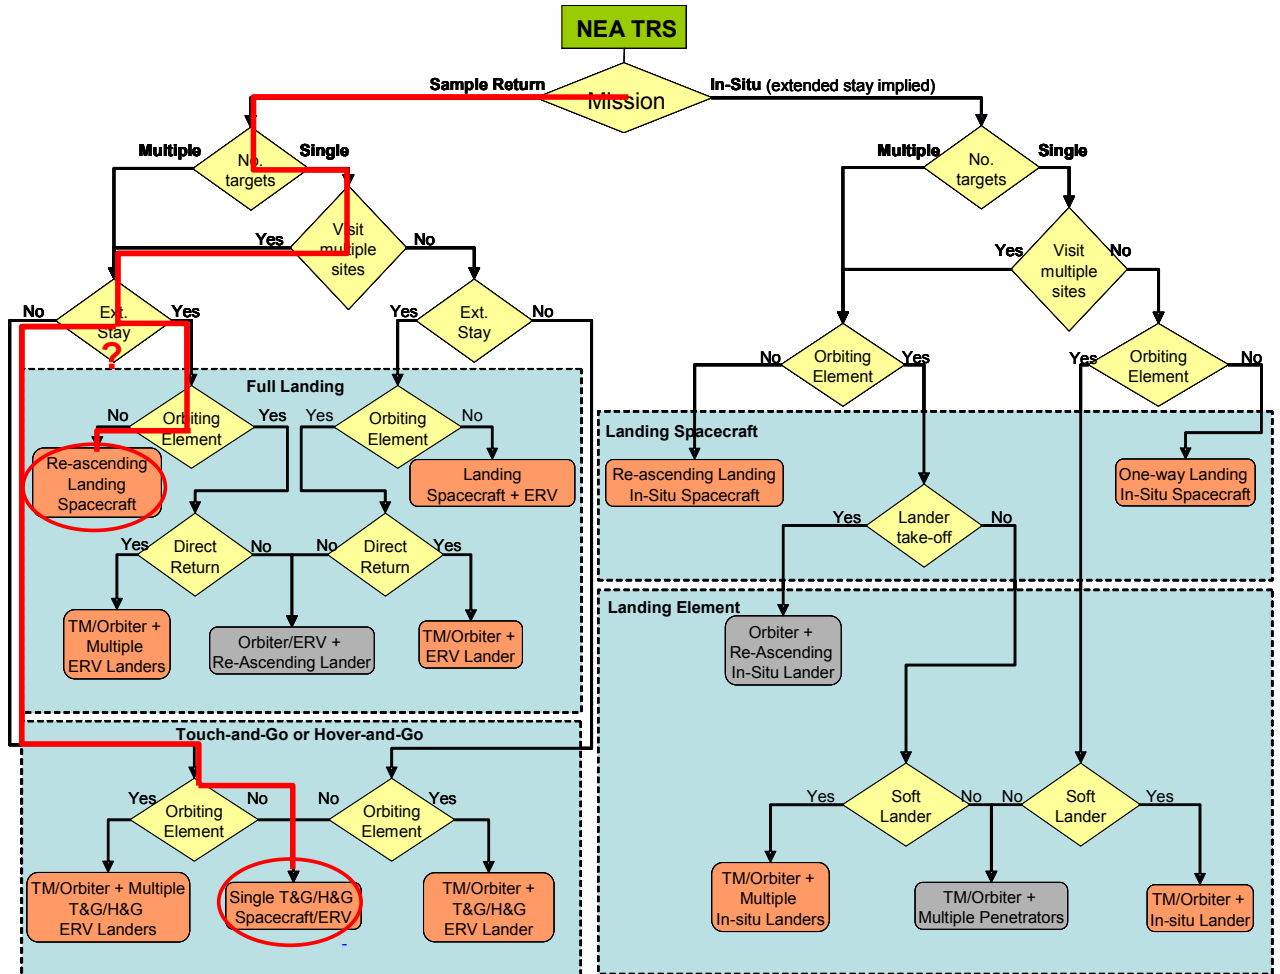 NEA TRS
Sample Return
In-Situ (extended stay implied)
Mission
Multiple
Single
No.
targets
Multiple
Single
No.
targets
Yes
Visit
multiple
sites
No
Yes
Visit
multiple
sites
No
No
Ext.
Stay
Yes
Yes
Ext.
Stay
No
?
No
Orbiting
Element
Yes
Yes
Orbiting
Element
No
Full Landing
No
Orbiting
Element
Yes
Yes
Orbiting
Element
No
Re-ascending
Landing
Spacecraft
Landing
Spacecraft + ERV
Yes
Direct
Return
No
No
Direct
Return
Yes
TM/Orbiter +
Multiple
ERV Landers
Orbiter/ERV +
Re-Ascending Lander
TM/Orbiter +
ERV Lander
Landing Spacecraft
Re-ascending Landing
In-Situ Spacecraft
One-way Landing
In-Situ Spacecraft
Yes
Lander
take-off
No
Landing Element
Orbiter +
Re-Ascending
In-Situ Lander
Touch-and-Go or Hover-and-Go
Yes
Orbiting
Element
No
No
Orbiting
Element
Yes
TM/Orbiter + Multiple
T&G/H&G
ERV Landers
Single T&G/H&G
Spacecraft/ERV
TM/Orbiter +
T&G/H&G
ERV Lander
Yes
Soft
Lander
No
No
Soft
Lander
Yes
TM/Orbiter +
Multiple
In-situ Landers
TM/Orbiter +
Multiple Penetrators
TM/Orbiter +
In-situ Lander